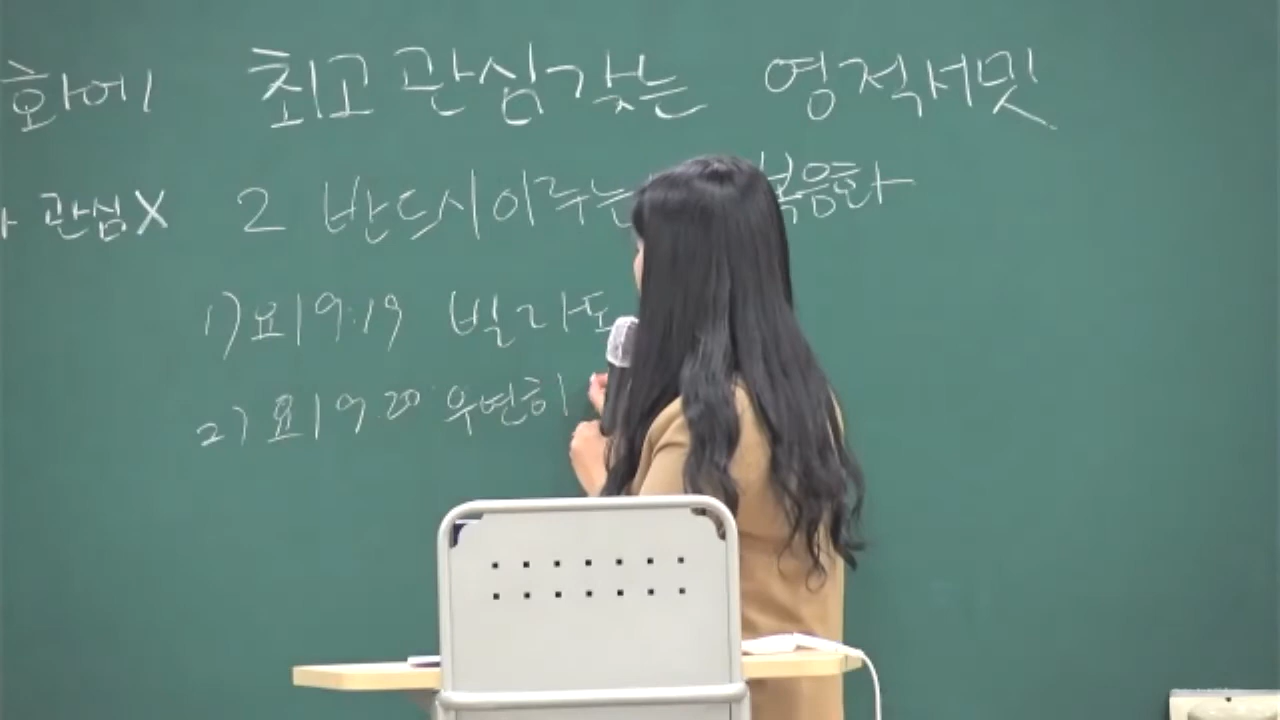 화에 최고 관심갖는 영적서밋
관심X 2 반드시이루는 복음화
1) 요19:19 빌라도
2) 요19:20 우연히